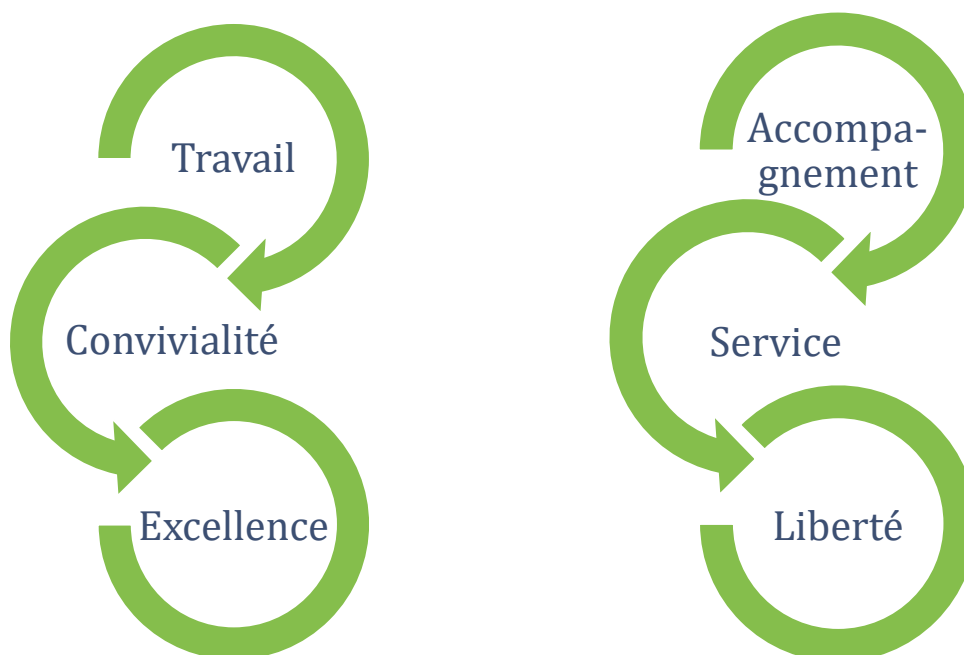 Travail
Convivialité
Excellence
Accompa-
gnement
Service
Liberté